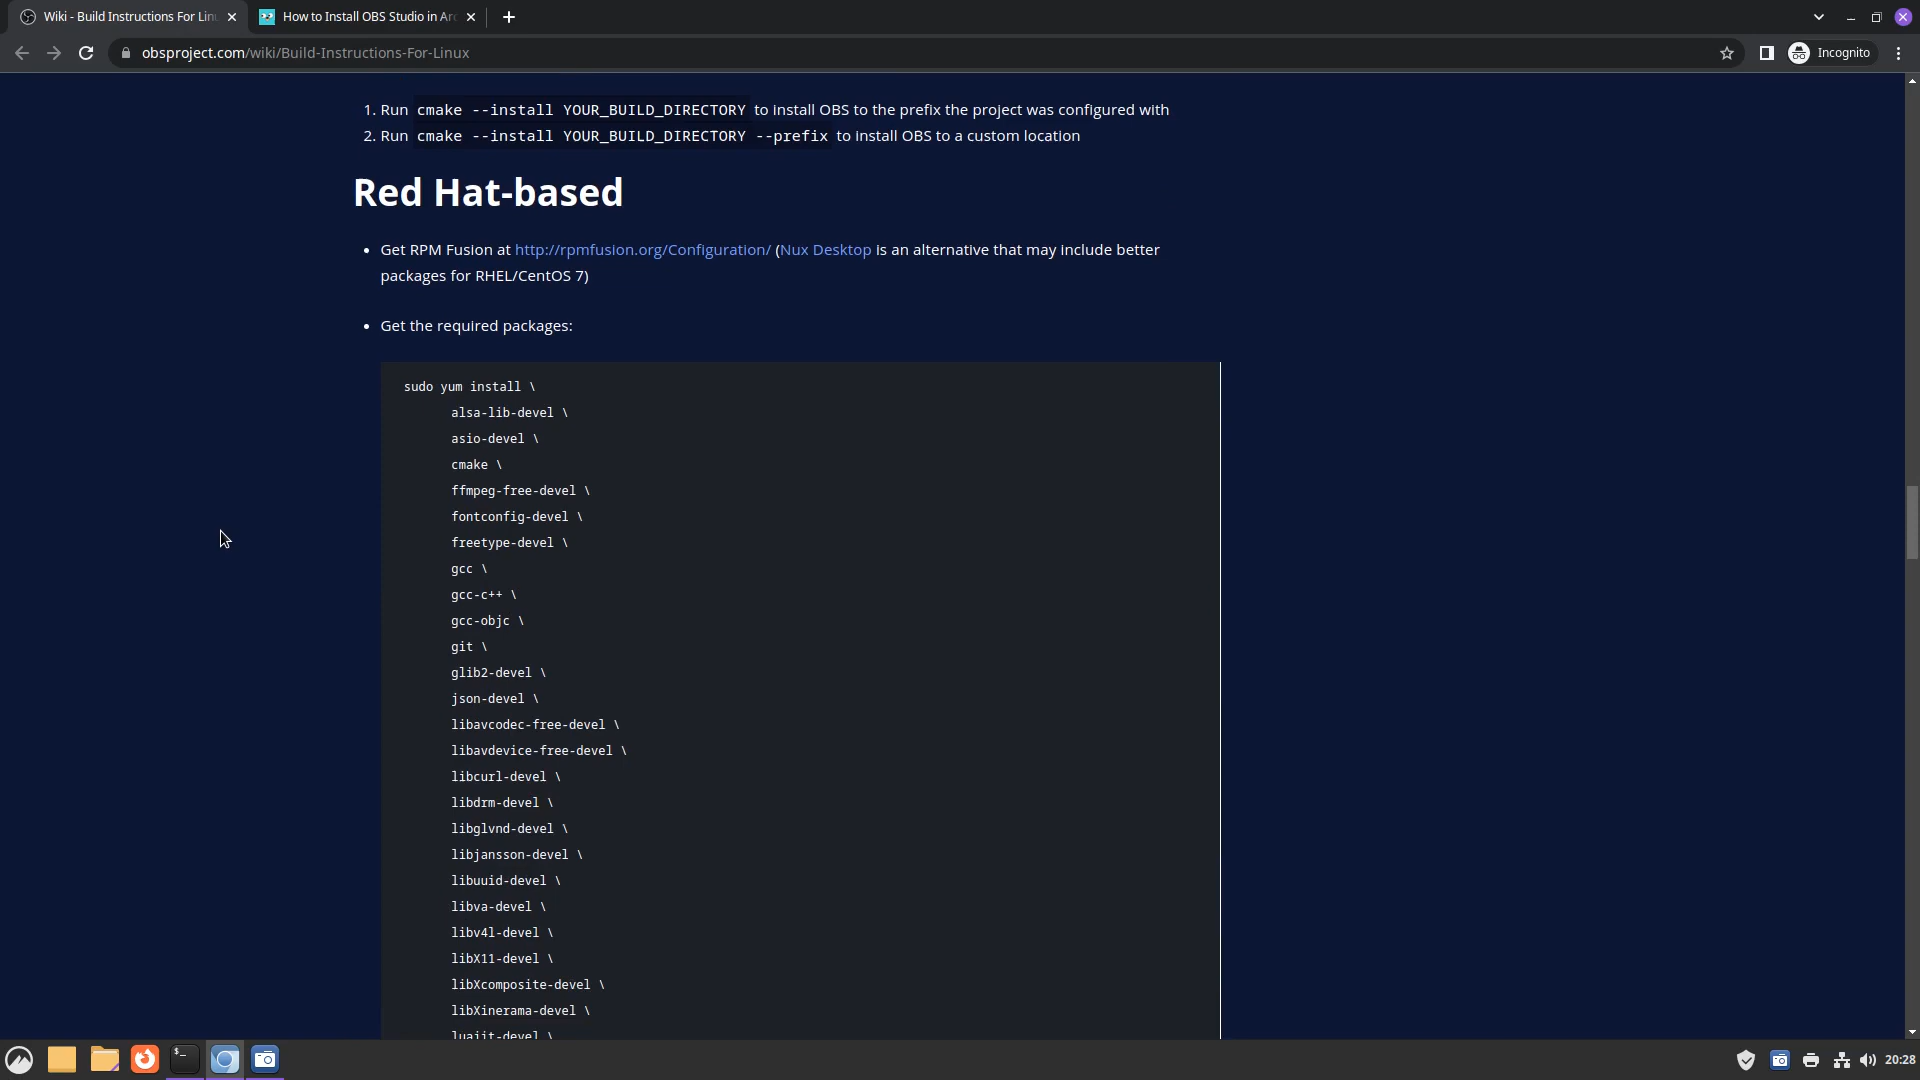 Wiki - Build Instructions For Lin
How to Install OBS Studio in Arc
obsproject.com/wiki/Build-Instructions-For-Linux
Incognito
1. Run cmake --install YOUR_BUILD_DIRECTORY to install OBS to the prefix the project was configured with
2. Run cmake --install YOUR_BUILD_DIRECTORY --prefix to install OBS to a custom location
Red Hat-based
• Get RPM Fusion at http://rpmfusion.org/Configuration/ (Nux Desktop is an alternative that may include better
packages for RHEL/CentOS 7)
• Get the required packages:
sudo yum install \
alsa-lib-devel \
asio-devel \
cmake \
ffmpeg-free-devel \
fontconfig-devel \
freetype-devel \
gcc \
gcc-c++ \
gcc-objc \
git \
glib2-devel \
json-devel \
libavcodec-free-devel \
libavdevice-free-devel \
libcurl-devel \
libdrm-devel \
libglvnd-devel \
libjansson-devel \
libuuid-devel \
libva-devel \
libv4l-devel \
libX11-devel \
libXcomposite-devel \
libXinerama-devel \
luajit-devel \
20:28